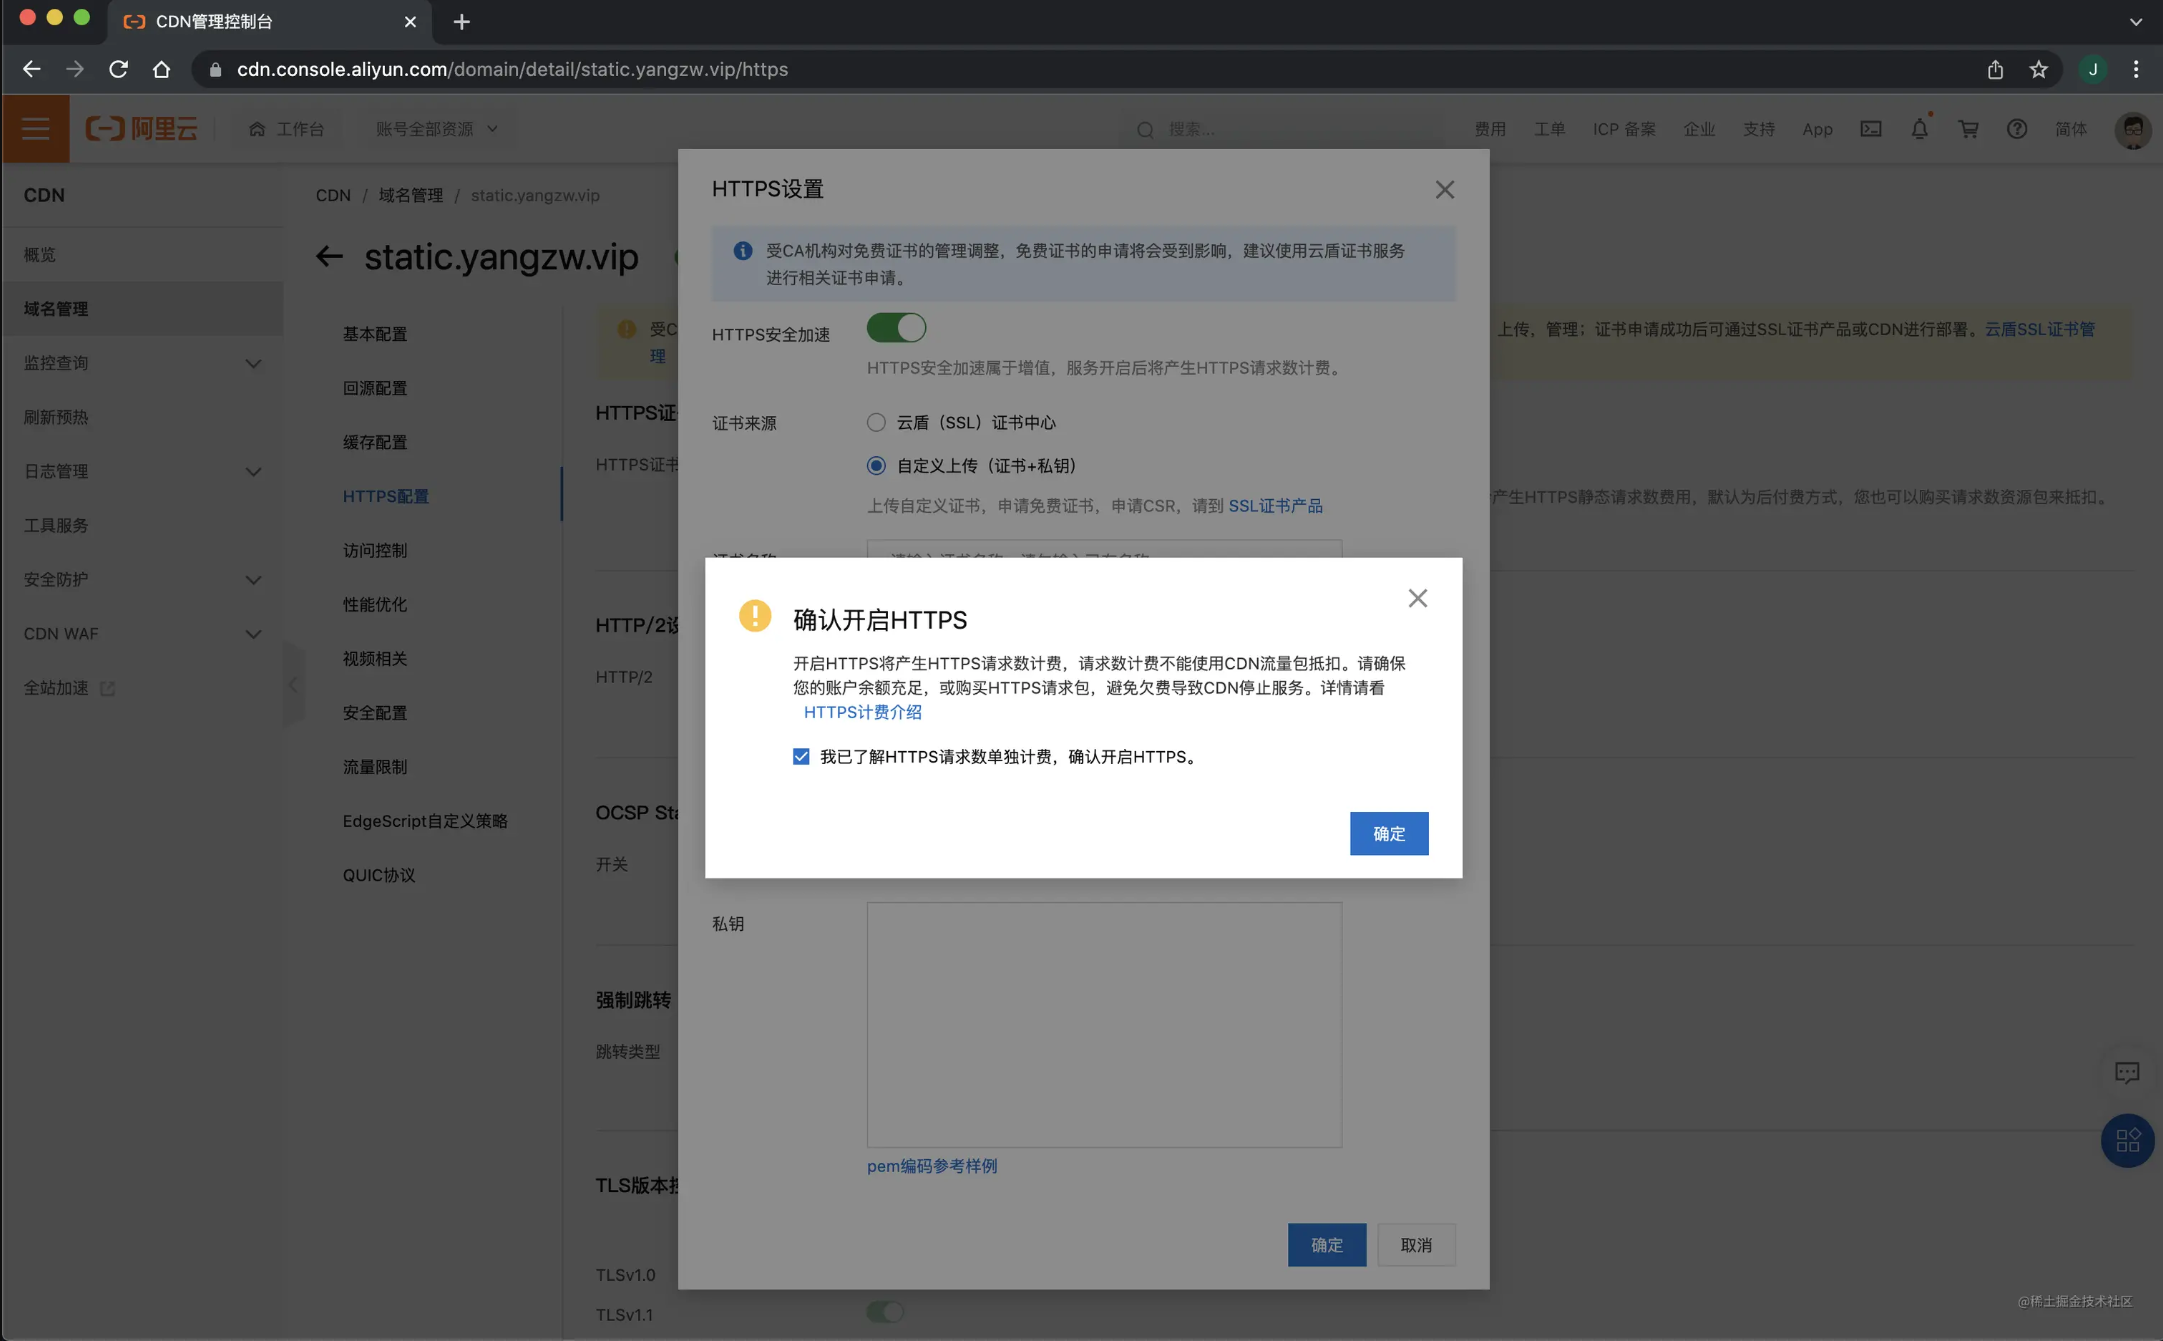 CDN管理控制台
cdn.console.aliyun.com/domain/detail/static.yangzw.vip/https
J
阿里云
工作台
账号全部资源
搜索...
费用
工单
ICP 备案
企业
支持
App
简体
CDN
概览
域名管理
监控查询
刷新预热
日志管理
工具服务
安全防护
CDN WAF
全站加速
CDN / 域名管理 / static.yangzw.vip
static.yangzw.vip
基本配置
回源配置
缓存配置
HTTPS配置
访问控制
性能优化
视频相关
安全配置
流量限制
EdgeScript自定义策略
QUIC协议
受C
上传，管理；证书申请成功后可通过SSL证书产品或CDN进行部署。云盾SSL证书管
理
HTTPS证
HTTPS证书
产生HTTPS静态请求数费用，默认为后付费方式，您也可以购买请求数资源包来抵扣。
HTTP/2设
HTTP/2
OCSP Sta
开关
强制跳转
跳转类型
TLS版本控
TLSv1.0
TLSv1.1
HTTPS设置
受CA机构对免费证书的管理调整，免费证书的申请将会受到影响，建议使用云盾证书服务
进行相关证书申请。
HTTPS安全加速
HTTPS安全加速属于增值，服务开启后将产生HTTPS请求数计费。
证书来源
云盾（SSL）证书中心
自定义上传（证书+私钥）
上传自定义证书，申请免费证书，申请CSR，请到 SSL证书产品
确认开启HTTPS
开启HTTPS将产生HTTPS请求数计费，请求数计费不能使用CDN流量包抵扣。请确保
您的账户余额充足，或购买HTTPS请求包，避免欠费导致CDN停止服务。详情请看
HTTPS计费介绍
我已了解HTTPS请求数单独计费，确认开启HTTPS。
确定
私钥
pem编码参考样例
确定
取消
@稀土掘金技术社区